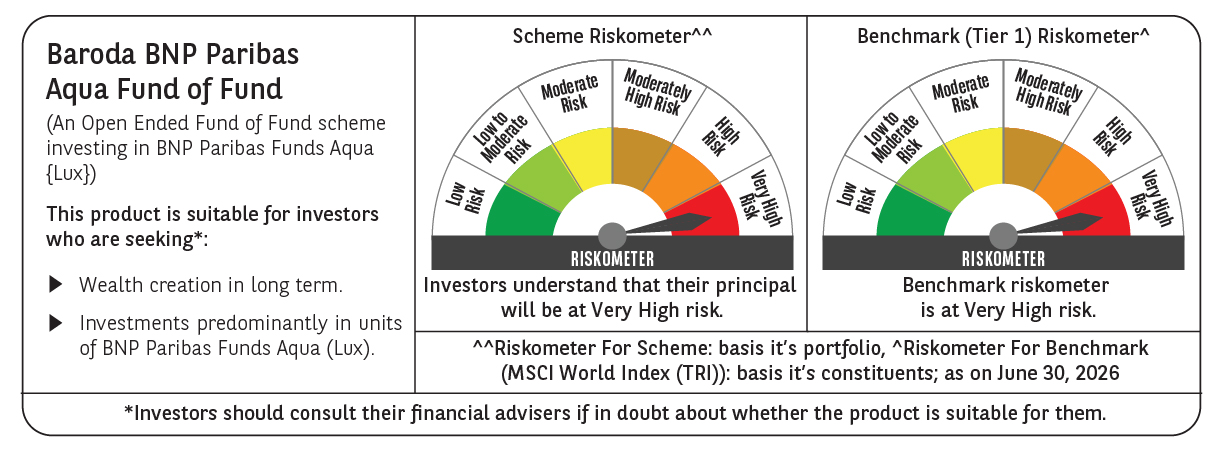 Baroda BNP Paribas
Aqua Fund of Fund
(An Open Ended Fund of Fund scheme
investing in BNP Paribas Funds Aqua
{Lux})
This product is suitable for investors
who are seeking*:
Wealth creation in long term.
Investments predominantly in units
of BNP Paribas Funds Aqua (Lux).
Scheme Riskometer^^
Low
Risk
Low to
Moderate
Risk
Moderate
Risk
Moderately
High Risk
High
Risk
Very High
Risk
RISKOMETER
Investors understand that their principal
will be at Very High risk.
Benchmark (Tier 1) Riskometer^
Low
Risk
Low to
Moderate
Risk
Moderate
Risk
Moderately
High Risk
High
Risk
Very High
Risk
RISKOMETER
Benchmark riskometer
is at Very High risk.
^^Riskometer For Scheme: basis it's portfolio, ^Riskometer For Benchmark
(MSCI World Index (TRI)): basis it's constituents; as on June 30, 2026
*Investors should consult their financial advisers if in doubt about whether the product is suitable for them.